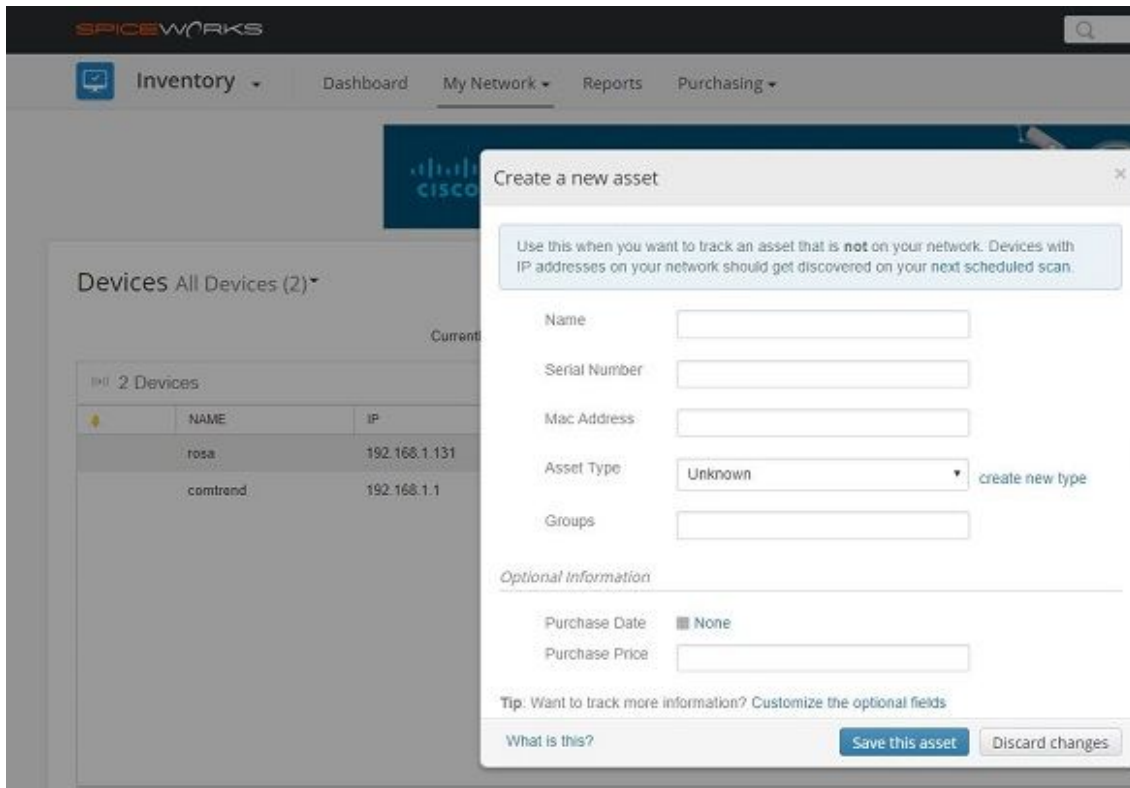 SPICEWORKS
Inventory Dashboard My Network Reports Purchasing
CISCO
Create a new asset
Use this when you want to track an asset that is not on your network. Devices with
IP addresses on your network should get discovered on your next scheduled scan.
Devices All Devices (2)
2 Devices
NAME IP
rosa 192.168.1.131
comtrend 192.168.1.1
Name
Serial Number
Mac Address
Asset Type Unknown create new type
Groups
Optional Information
Purchase Date None
Purchase Price
Tip: Want to track more information? Customize the optional fields
What is this? Save this asset Discard changes